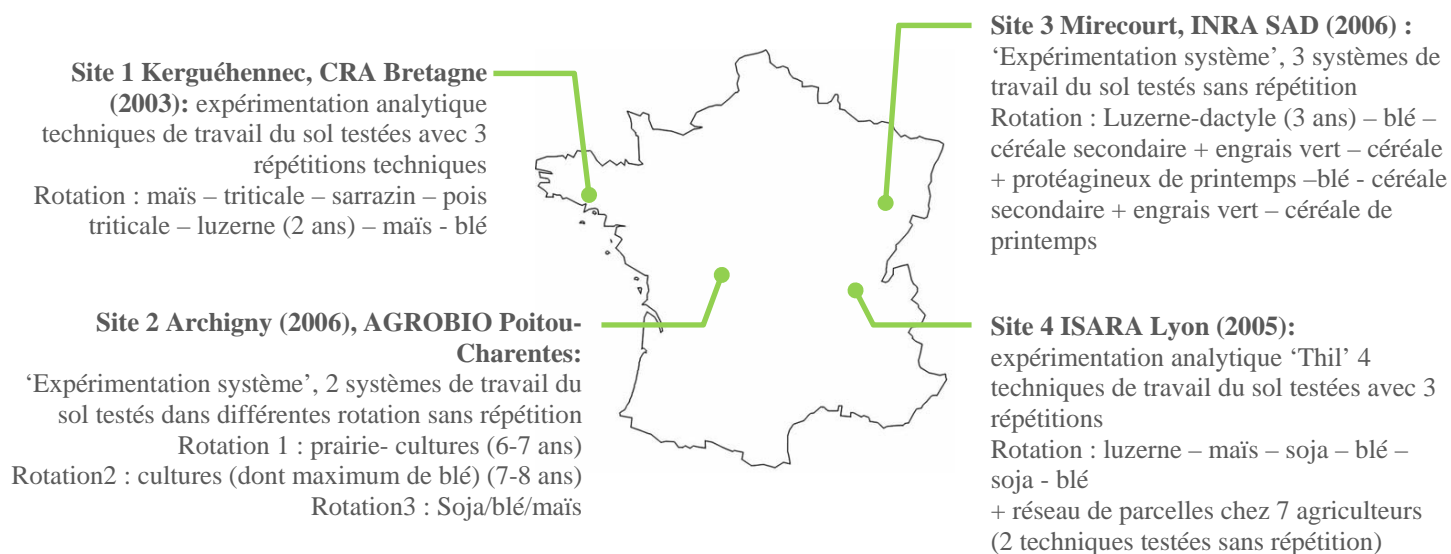 Site 1 Kerguéhennec, CRA Bretagne
(2003): expérimentation analytique
techniques de travail du sol testées avec 3
répétitions techniques
Rotation : maïs – triticale – sarrazin – pois
triticale – luzerne (2 ans) – maïs - blé
Site 2 Archigny (2006), AGROBIO Poitou-
Charentes:
‘Expérimentation système’, 2 systèmes de travail du
sol testés dans différentes rotation sans répétition
Rotation 1 : prairie- cultures (6-7 ans)
Rotation2 : cultures (dont maximum de blé) (7-8 ans)
Rotation3 : Soja/blé/maïs
Site 3 Mirecourt, INRA SAD (2006) :
‘Expérimentation système’, 3 systèmes de
travail du sol testés sans répétition
Rotation : Luzerne-dactyle (3 ans) – blé –
céréale secondaire + engrais vert – céréale
+ protéagineux de printemps –blé - céréale
secondaire + engrais vert – céréale de
printemps
Site 4 ISARA Lyon (2005):
expérimentation analytique ‘Thil’ 4
techniques de travail du sol testées avec 3
répétitions
Rotation : luzerne – maïs – soja – blé –
soja - blé
+ réseau de parcelles chez 7 agriculteurs
(2 techniques testées sans répétition)